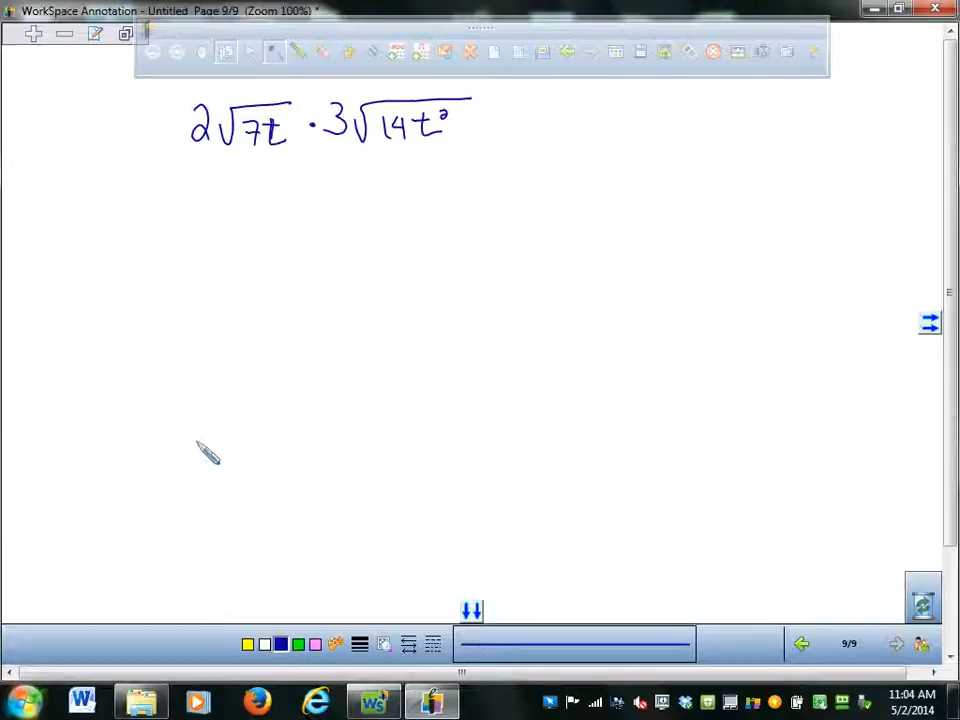 WorkSpace Annotation - Untitled Page 9/9 (Zoom 100%) *
2√7t · 3√14t²
9/9
11:04 AM
5/2/2014